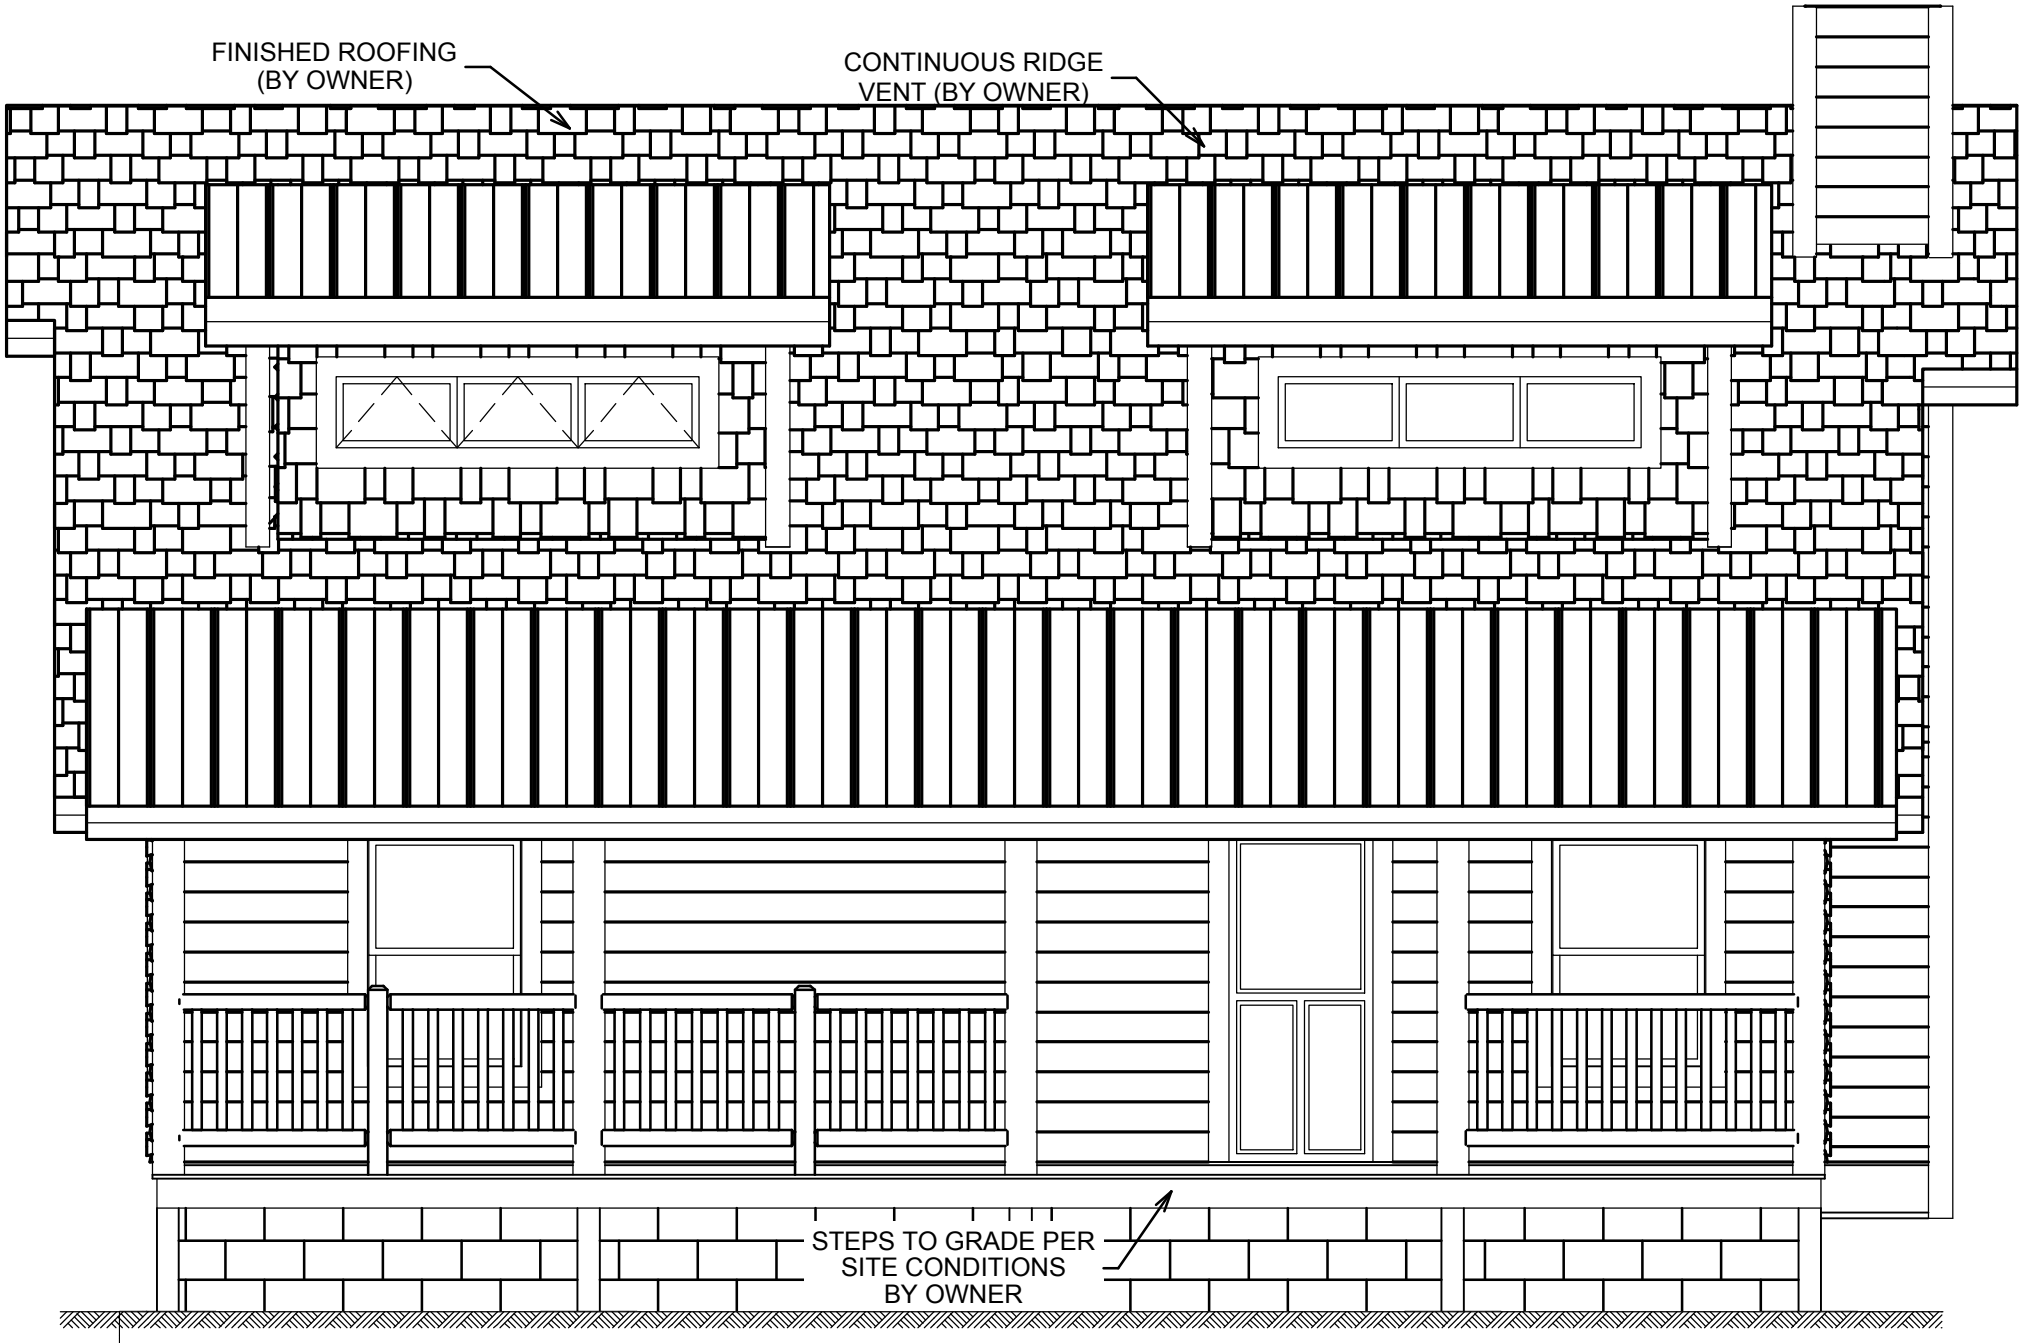 FINISHED ROOFING
(BY OWNER)
CONTINUOUS RIDGE
VENT (BY OWNER)
STEPS TO GRADE PER
SITE CONDITIONS
BY OWNER